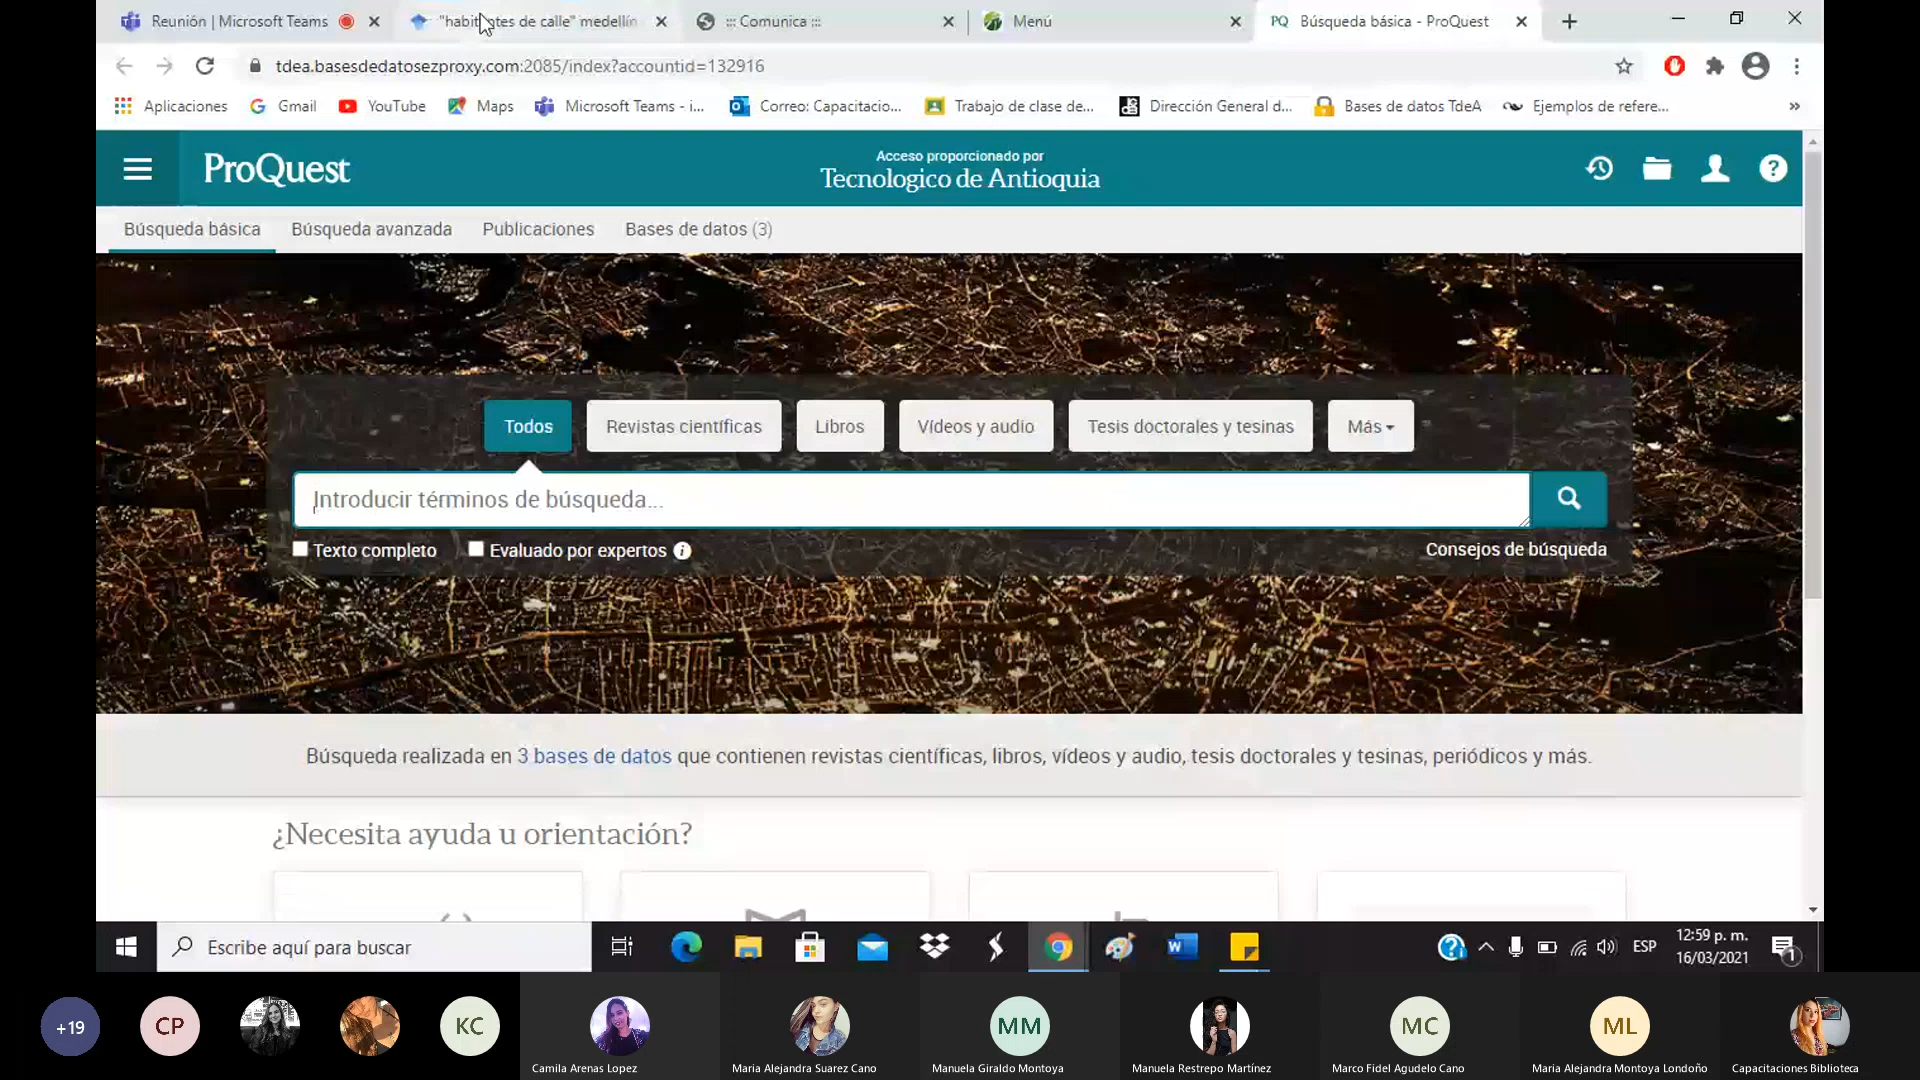 Reunión | Microsoft Teams
"habitantes de calle" medellín
::: Comunica :::
Menú
PQ Búsqueda básica - ProQuest
tdea.basesdedatosezproxy.com:2085/index?accountid=132916
Aplicaciones
Gmail
YouTube
Maps
Microsoft Teams - i...
Correo: Capacitacio...
Trabajo de clase de...
Dirección General d...
Bases de datos TdeA
Ejemplos de refere...
»
ProQuest
Acceso proporcionado por
Tecnologico de Antioquia
Búsqueda básica
Búsqueda avanzada
Publicaciones
Bases de datos (3)
Todos
Revistas científicas
Libros
Vídeos y audio
Tesis doctorales y tesinas
Más
Introducir términos de búsqueda...
Texto completo
Evaluado por expertos
Consejos de búsqueda
Búsqueda realizada en 3 bases de datos que contienen revistas científicas, libros, vídeos y audio, tesis doctorales y tesinas, periódicos y más.
¿Necesita ayuda u orientación?
Escribe aquí para buscar
ESP
12:59 p. m.
16/03/2021
1
+19
CP
KC
MM
MC
ML
Camila Arenas Lopez
Maria Alejandra Suarez Cano
Manuela Giraldo Montoya
Manuela Restrepo Martínez
Marco Fidel Agudelo Cano
Maria Alejandra Montoya Londoño
Capacitaciones Biblioteca